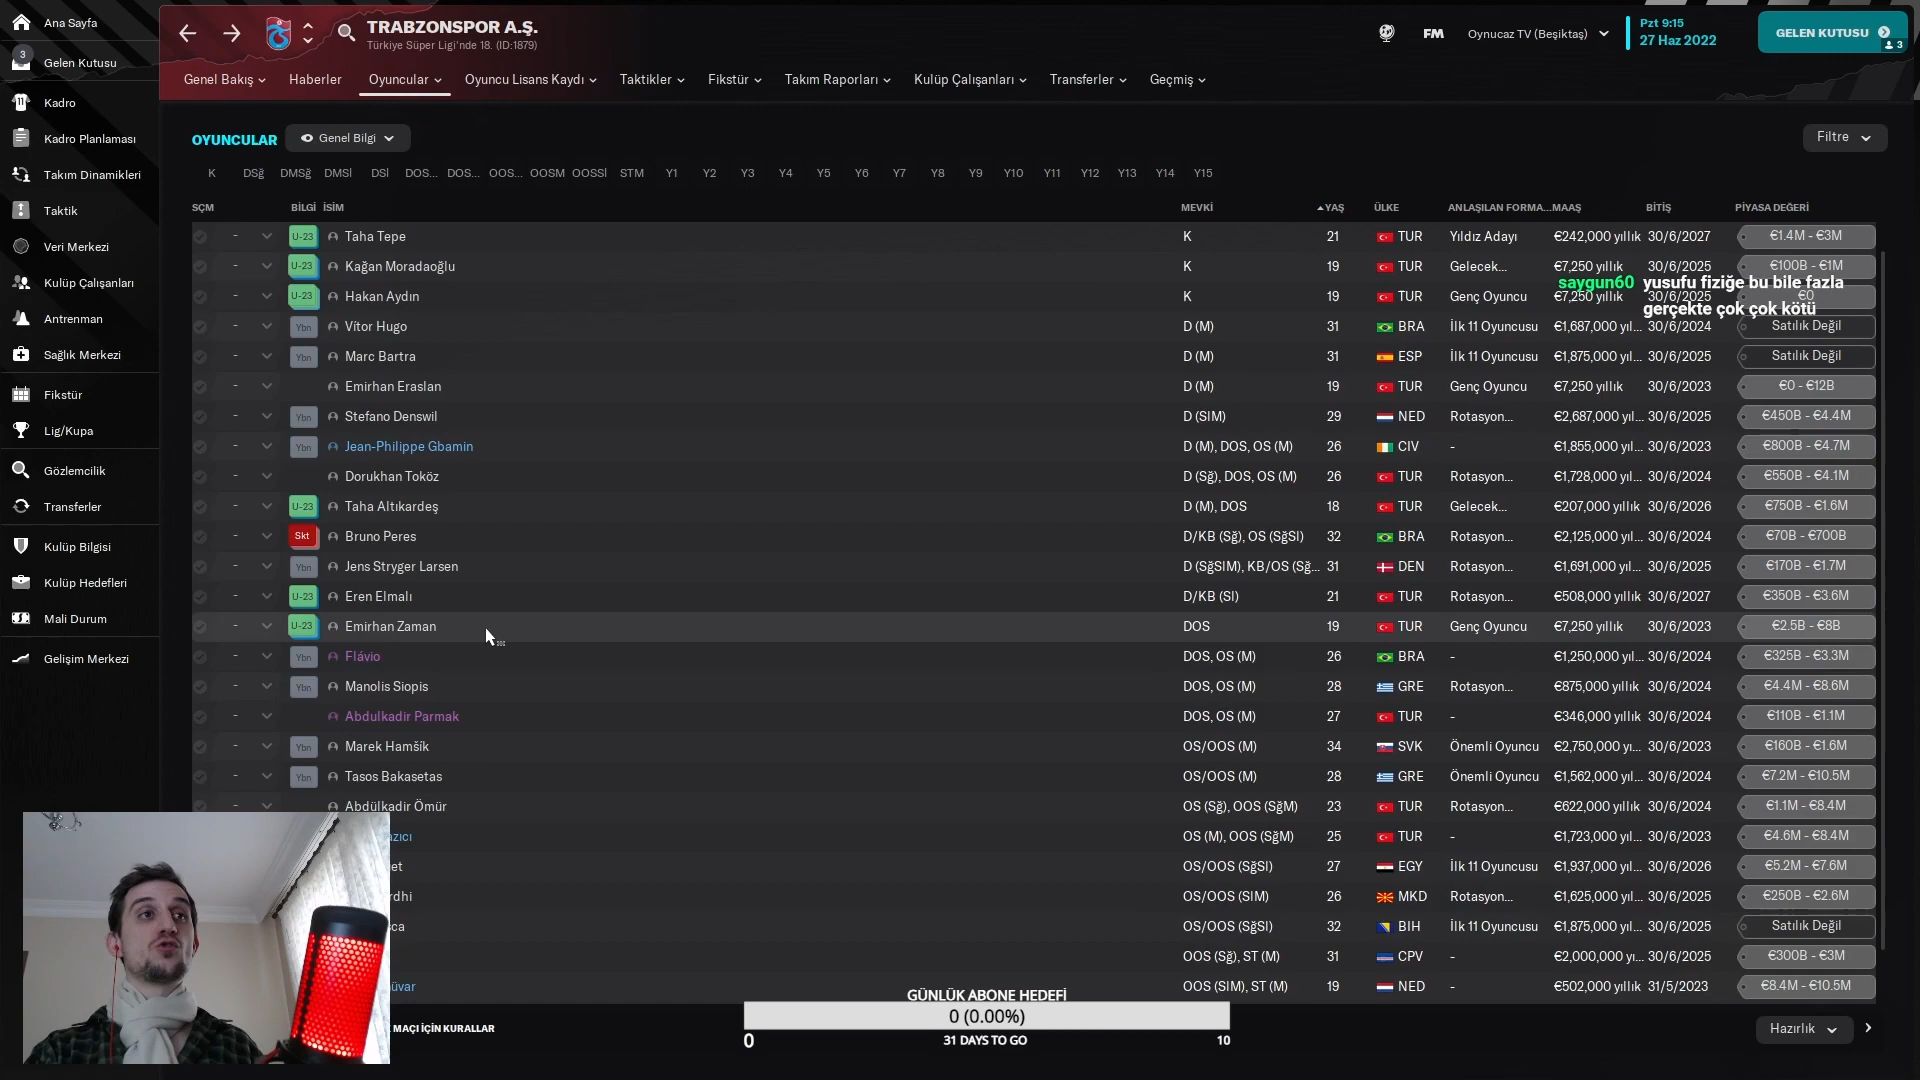 Ana Sayfa
3
Gelen Kutusu
Kadro
Kadro Planlaması
Takım Dinamikleri
Taktik
Veri Merkezi
Kulüp Çalışanları
Antrenman
Sağlık Merkezi
Fikstür
Lig/Kupa
Gözlemcilik
Transferler
Kulüp Bilgisi
Kulüp Hedefleri
Mali Durum
Gelişim Merkezi
TRABZONSPOR A.Ş.
Türkiye Süper Ligi'nde 18. (ID:1879)
FM
Oynucaz TV (Beşiktaş)
Pzt 9:15
27 Haz 2022
GELEN KUTUSU
3
Genel Bakış Haberler Oyuncular Oyuncu Lisans Kaydı Taktikler Fikstür Takım Raporları Kulüp Çalışanları Transferler Geçmiş
OYUNCULAR Genel Bilgi Filtre
K DSğ DMSğ DMSl DSl DOS... DOS... OOS... OOSM OOSSl STM Y1 Y2 Y3 Y4 Y5 Y6 Y7 Y8 Y9 Y10 Y11 Y12 Y13 Y14 Y15
SÇM BİLGİ İSİM MEVKİ YAŞ ÜLKE ANLAŞILAN FORMA... MAAŞ BİTİŞ PİYASA DEĞERİ
- U-23 Taha Tepe K 21 TUR Yıldız Adayı €242,000 yıllık 30/6/2027 €1.4M - €3M
- U-23 Kağan Moradaoğlu K 19 TUR Gelecek... €7,250 yıllık 30/6/2025 €100B - €1M
- U-23 Hakan Aydın K 19 TUR Genç Oyuncu €7,250 yıllık 30/6/2025 €0
saygun60 yusufu fiziğe bu bile fazla
gerçekte çok çok kötü
- Ybn Vítor Hugo D (M) 31 BRA İlk 11 Oyuncusu €1,687,000 yıl... 30/6/2024 Satılık Değil
- Ybn Marc Bartra D (M) 31 ESP İlk 11 Oyuncusu €1,875,000 yıl... 30/6/2025 Satılık Değil
- Emirhan Eraslan D (M) 19 TUR Genç Oyuncu €7,250 yıllık 30/6/2023 €0 - €12B
- Ybn Stefano Denswil D (SlM) 29 NED Rotasyon... €2,687,000 yıl... 30/6/2025 €450B - €4.4M
- Ybn Jean-Philippe Gbamin D (M), DOS, OS (M) 26 CIV - €1,855,000 yıl... 30/6/2023 €800B - €4.7M
- Dorukhan Toköz D (Sğ), DOS, OS (M) 26 TUR Rotasyon... €1,728,000 yıl... 30/6/2024 €550B - €4.1M
- U-23 Taha Altıkardeş D (M), DOS 18 TUR Gelecek... €207,000 yıllık 30/6/2026 €750B - €1.6M
- Skt Bruno Peres D/KB (Sğ), OS (SğSl) 32 BRA Rotasyon... €2,125,000 yıl... 30/6/2024 €70B - €700B
- Ybn Jens Stryger Larsen D (SğSlM), KB/OS (Sğ... 31 DEN Rotasyon... €1,691,000 yıl... 30/6/2025 €170B - €1.7M
- U-23 Eren Elmalı D/KB (Sl) 21 TUR Rotasyon... €508,000 yıllık 30/6/2027 €350B - €3.6M
- U-23 Emirhan Zaman DOS 19 TUR Genç Oyuncu €7,250 yıllık 30/6/2023 €2.5B - €8B
- Ybn Flávio DOS, OS (M) 26 BRA - €1,250,000 yıl... 30/6/2024 €325B - €3.3M
- Ybn Manolis Siopis DOS, OS (M) 28 GRE Rotasyon... €875,000 yıllık 30/6/2024 €4.4M - €8.6M
- Abdulkadir Parmak DOS, OS (M) 27 TUR - €346,000 yıllık 30/6/2024 €110B - €1.1M
- Ybn Marek Hamšík OS/OOS (M) 34 SVK Önemli Oyuncu €2,750,000 yı... 30/6/2023 €160B - €1.6M
- Ybn Tasos Bakasetas OS/OOS (M) 28 GRE Önemli Oyuncu €1,562,000 yıl... 30/6/2024 €7.2M - €10.5M
- Abdülkadir Ömür OS (Sğ), OOS (SğM) 23 TUR Rotasyon... €622,000 yıllık 30/6/2024 €1.1M - €8.4M
azıcı OS (M), OOS (SğM) 25 TUR - €1,723,000 yıl... 30/6/2023 €4.6M - €8.4M
et OS/OOS (SğSl) 27 EGY İlk 11 Oyuncusu €1,937,000 yıl... 30/6/2026 €5.2M - €7.6M
rdhi OS/OOS (SlM) 26 MKD Rotasyon... €1,625,000 yıl... 30/6/2025 €250B - €2.6M
ca OS/OOS (SğSl) 32 BIH İlk 11 Oyuncusu €1,875,000 yıl... 30/6/2025 Satılık Değil
OOS (Sğ), ST (M) 31 CPV - €2,000,000 yı... 30/6/2025 €300B - €3M
üvar OOS (SlM), ST (M) 19 NED - €502,000 yıllık 31/5/2023 €8.4M - €10.5M
MAÇI İÇİN KURALLAR
GÜNLÜK ABONE HEDEFİ
0 (0.00%)
0 31 DAYS TO GO 10
Hazırlık